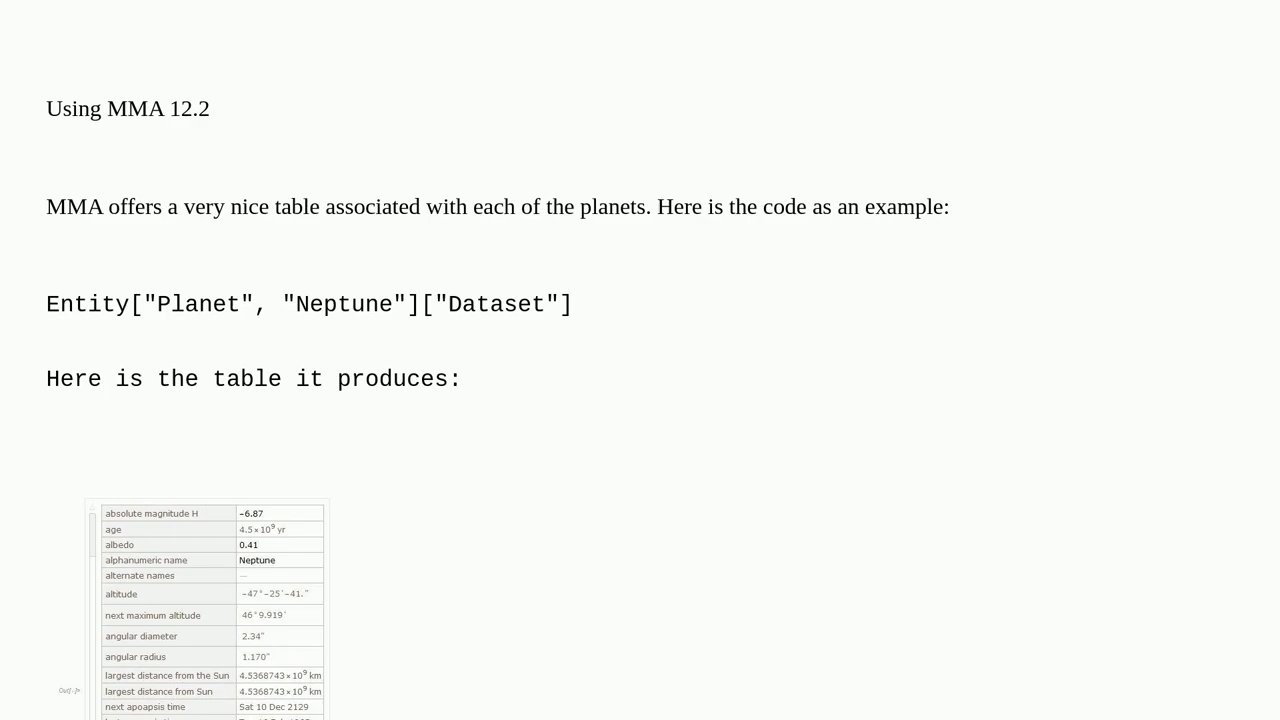 Using MMA 12.2
MMA offers a very nice table associated with each of the planets. Here is the code as an example:
Entity["Planet", "Neptune"]["Dataset"]
Here is the table it produces:
absolute magnitude H −6.87
age 4.5×10⁹ yr
albedo 0.41
alphanumeric name Neptune
alternate names —
altitude −47°−25'−41."
next maximum altitude 46°9.919'
angular diameter 2.34"
angular radius 1.170"
largest distance from the Sun 4.5368743×10⁹ km
largest distance from Sun 4.5368743×10⁹ km
next apoapsis time Sat 10 Dec 2129